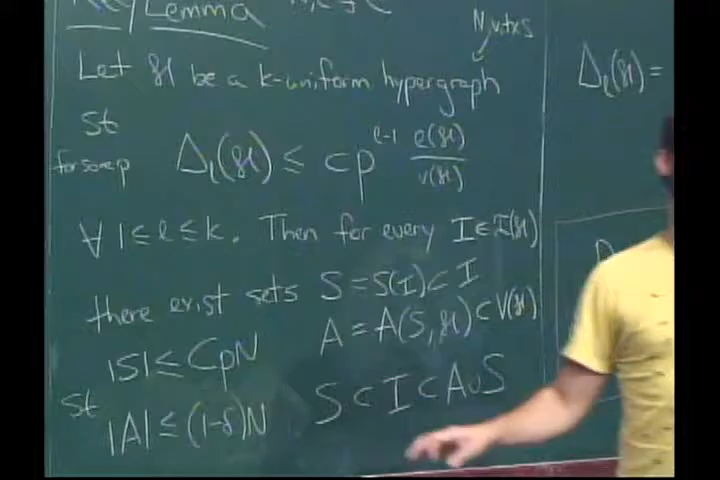 Key Lemma
N vtxs
Let ℋ be a k-uniform hypergraph
st
for some p Δ_ℓ(ℋ) ≤ c p^{ℓ-1} e(ℋ)/v(ℋ)
∀ 1 ≤ ℓ ≤ k. Then for every I ∈ ℐ(ℋ)
there exist sets S = S(I) ⊂ I
A = A(S, ℋ) ⊂ V(ℋ)
st |S| ≤ CpN
|A| ≤ (1-δ)N
S ⊂ I ⊂ A ∪ S
Δ_ℓ(ℋ) =